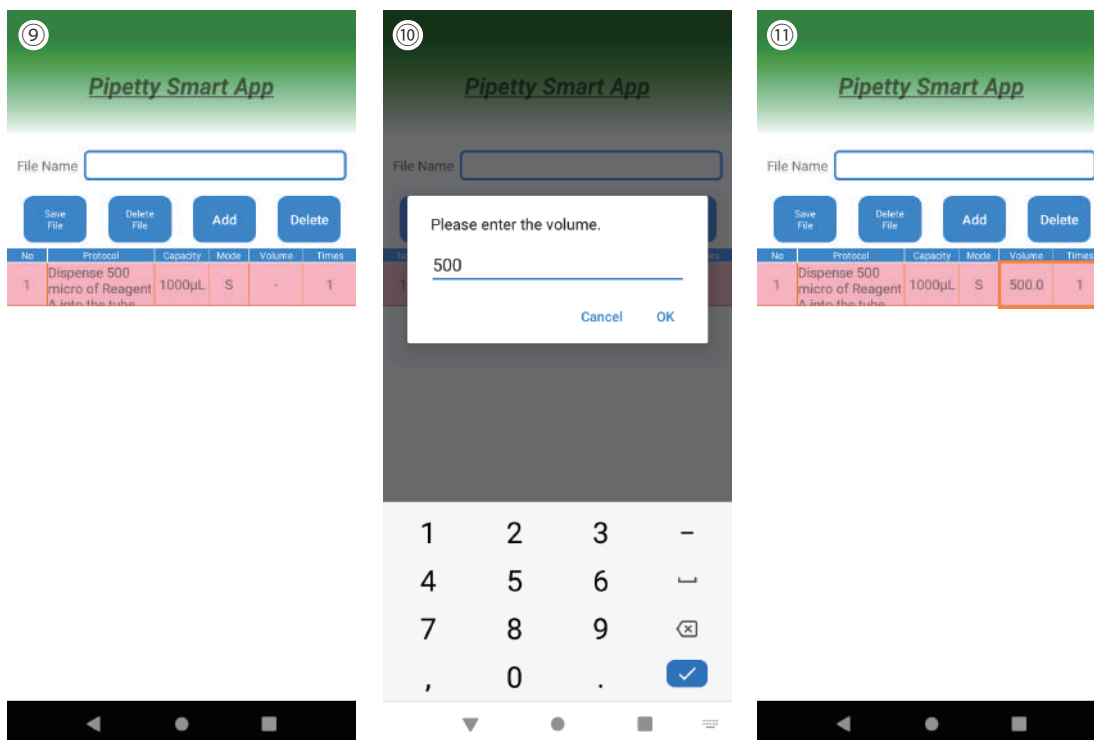 ⑨
Pipetty Smart App
File Name
Save File
Delete File
Add
Delete
No Protocol Capacity Mode Volume Times
1 Dispense 500 micro of Reagent A into the tube 1000μL S - 1
⑩
Pipetty Smart App
File Name
Please enter the volume.
500
Cancel OK
1 2 3 –
4 5 6
7 8 9
, 0 .
⑪
Pipetty Smart App
File Name
Save File
Delete File
Add
Delete
No Protocol Capacity Mode Volume Times
1 Dispense 500 micro of Reagent A into the tube 1000μL S 500.0 1